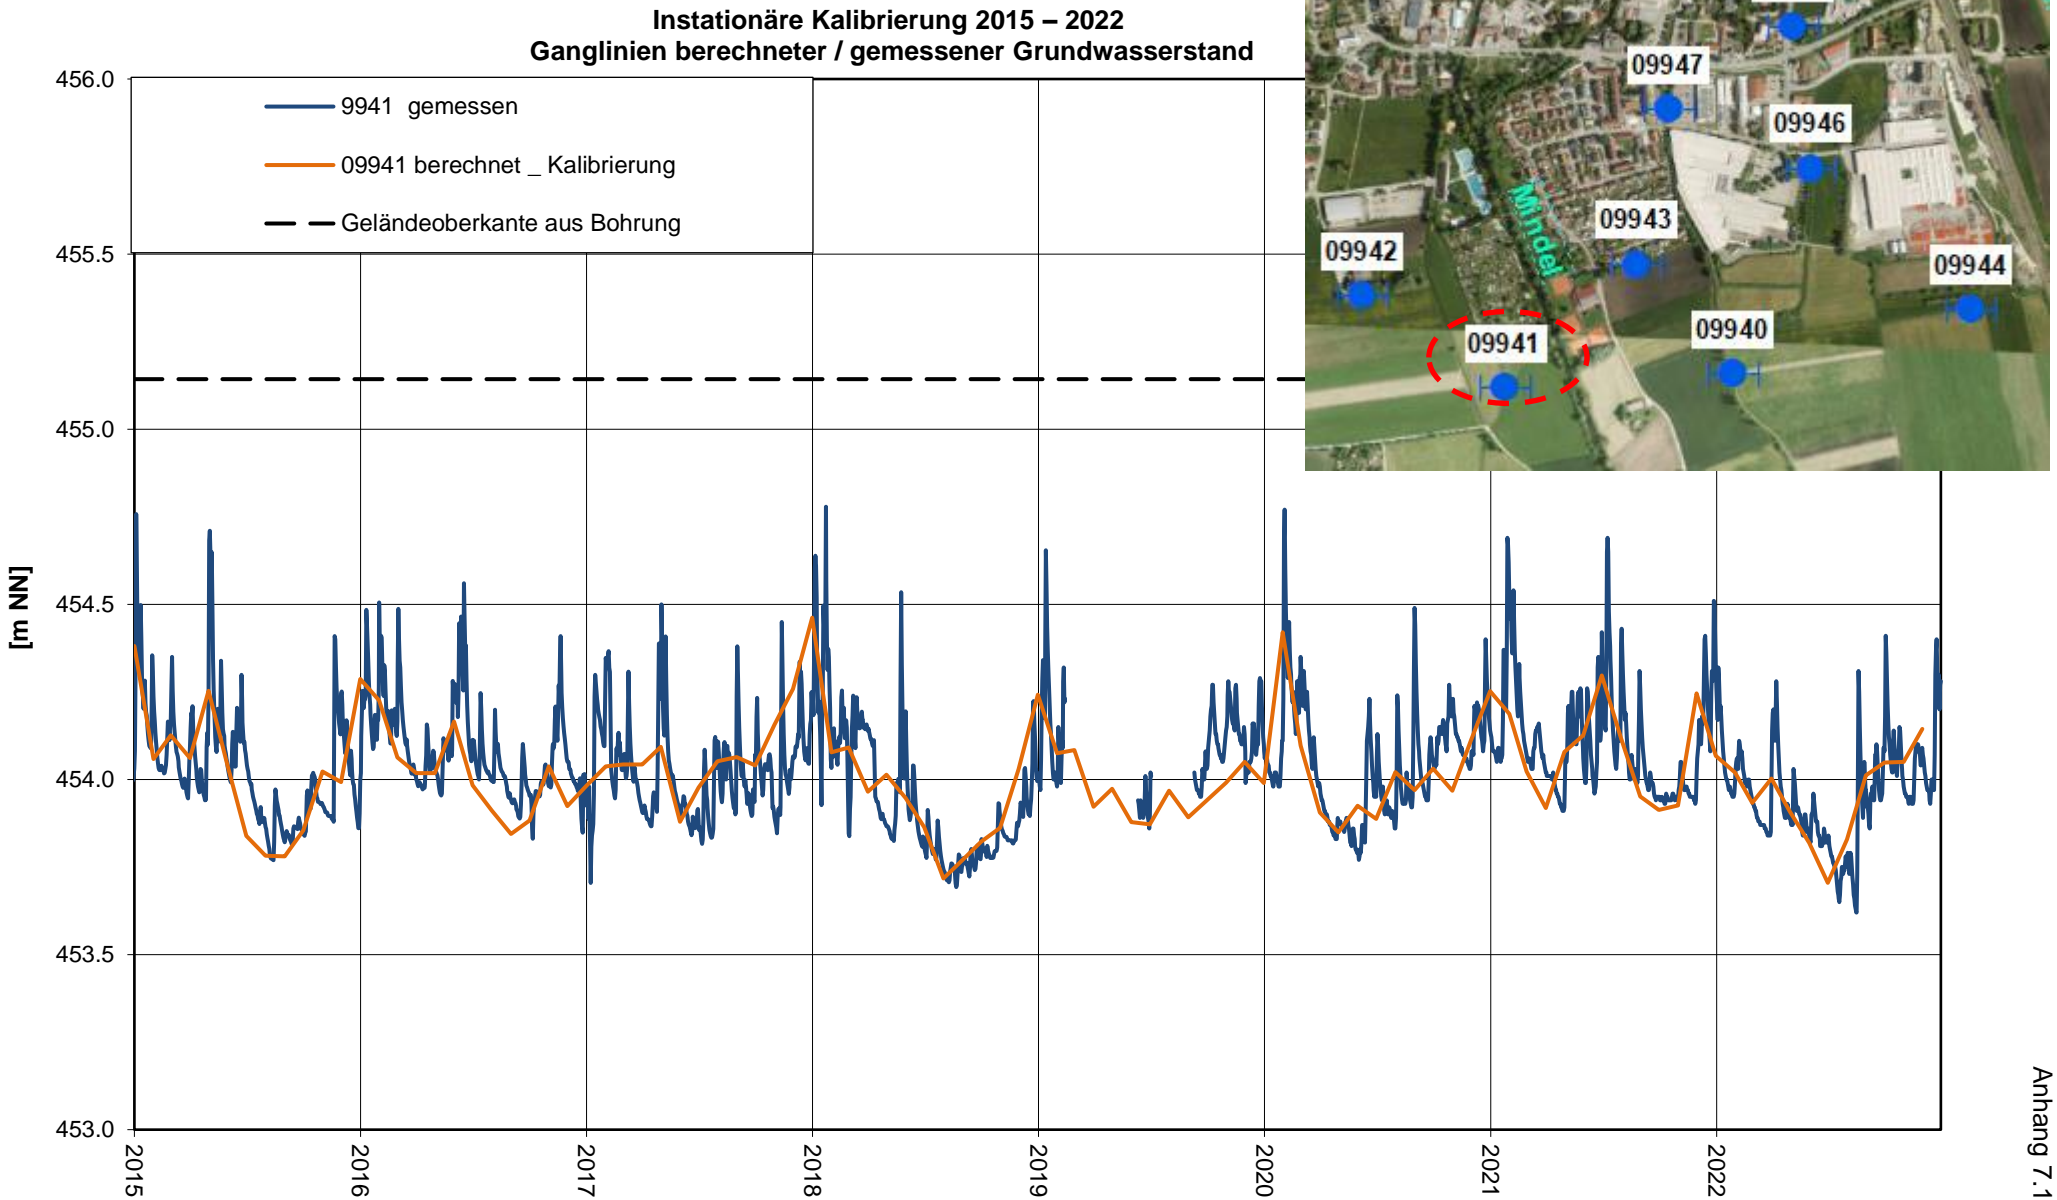 Instationäre Kalibrierung 2015 – 2022
Ganglinien berechneter / gemessener Grundwasserstand
9941 gemessen
09941 berechnet _ Kalibrierung
Geländeoberkante aus Bohrung
[m NN]
456.0
455.5
455.0
454.5
454.0
453.5
453.0
2015
2016
2017
2018
2019
2020
2021
2022
09947
09946
09943
09942
09944
09941
09940
Mindel
Anhang 7.1